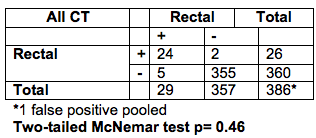 All CT Rectal Total
+ -
Rectal + 24 2 26
- 5 355 360
Total 29 357 386*
*1 false positive pooled
Two-tailed McNemar test p= 0.46